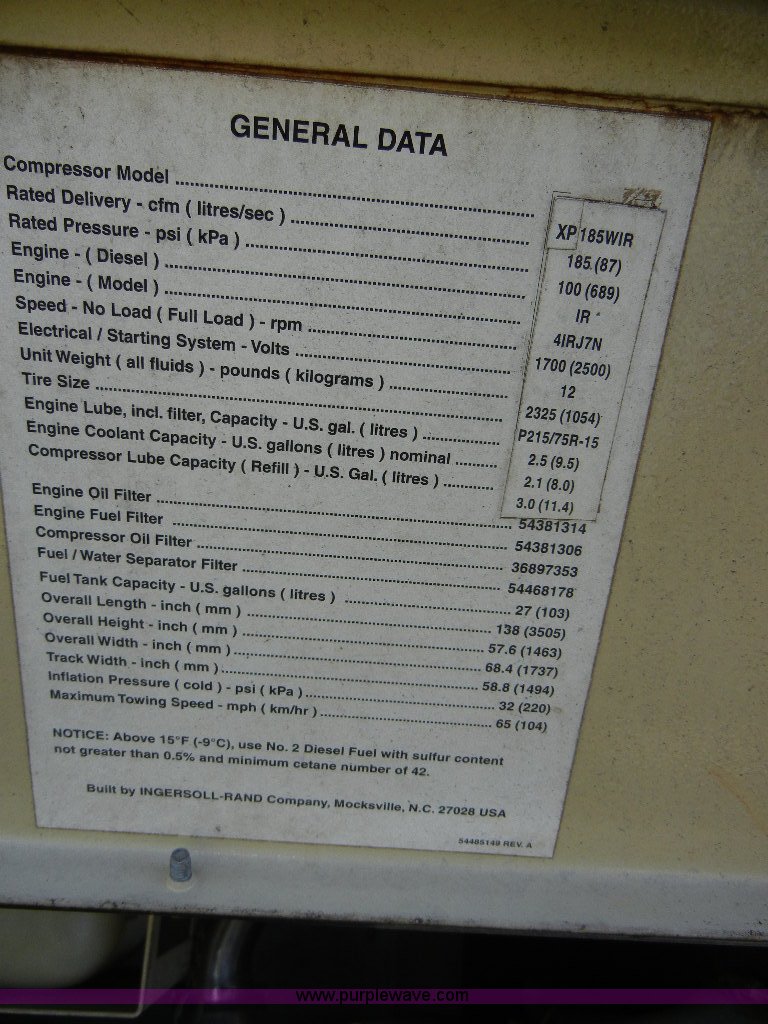 GENERAL DATA
Compressor Model ........ XP 185WIR
Rated Delivery - cfm ( litres/sec ) ........ 185 (87)
Rated Pressure - psi ( kPa ) ........ 100 (689)
Engine - ( Diesel ) ........ IR
Engine - ( Model ) ........ 4IRJ7N
Speed - No Load ( Full Load ) - rpm ........ 1700 (2500)
Electrical / Starting System - Volts ........ 12
Unit Weight ( all fluids ) - pounds ( kilograms ) ........ 2325 (1054)
Tire Size ........ P215/75R-15
Engine Lube, incl. filter, Capacity - U.S. gal. ( litres ) ........ 2.5 (9.5)
Engine Coolant Capacity - U.S. gallons ( litres ) nominal ........ 2.1 (8.0)
Compressor Lube Capacity ( Refill ) - U.S. Gal. ( litres ) ........ 3.0 (11.4)
Engine Oil Filter ........ 54381314
Engine Fuel Filter ........ 54381306
Compressor Oil Filter ........ 36897353
Fuel / Water Separator Filter ........ 54468178
Fuel Tank Capacity - U.S. gallons ( litres ) ........ 27 (103)
Overall Length - inch ( mm ) ........ 138 (3505)
Overall Height - inch ( mm ) ........ 57.6 (1463)
Overall Width - inch ( mm ) ........ 68.4 (1737)
Track Width - inch ( mm ) ........ 58.8 (1494)
Inflation Pressure ( cold ) - psi ( kPa ) ........ 32 (220)
Maximum Towing Speed - mph ( km/hr ) ........ 65 (104)
NOTICE: Above 15°F (-9°C), use No. 2 Diesel Fuel with sulfur content
not greater than 0.5% and minimum cetane number of 42.
Built by INGERSOLL-RAND Company, Mocksville, N.C. 27028 USA
54485149 REV. A
www.purplewave.com